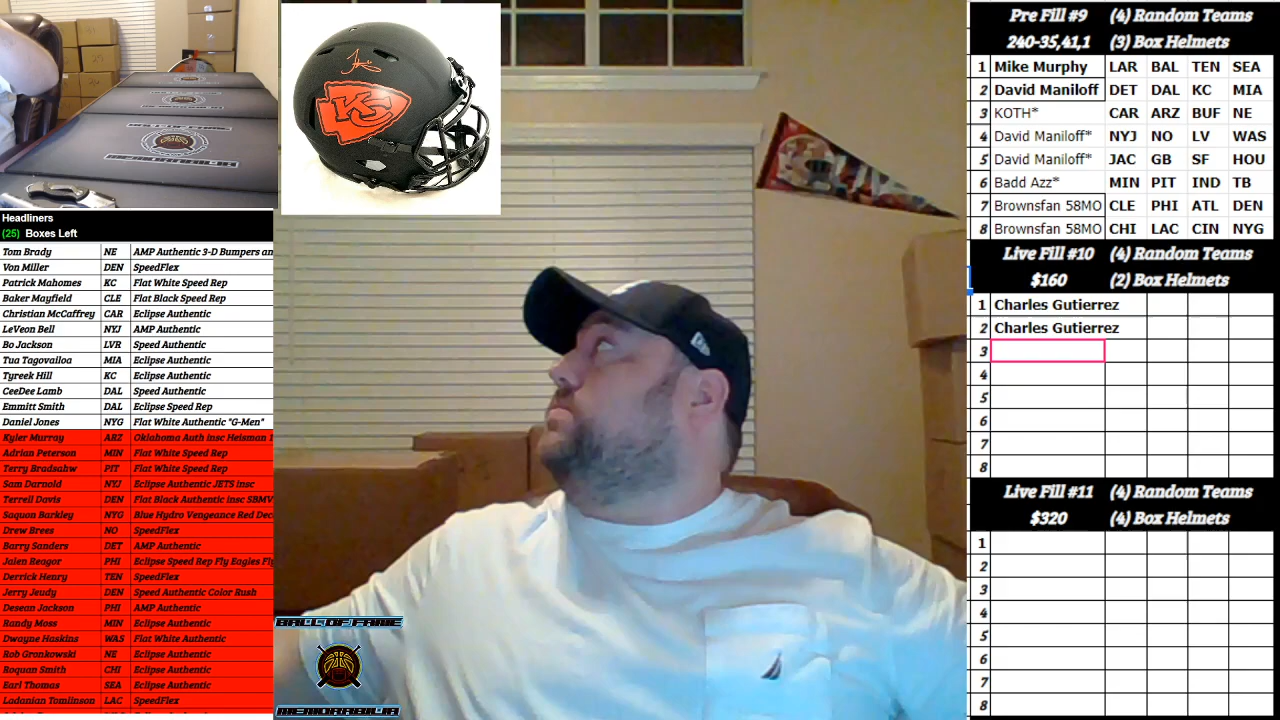 Headliners
(25) Boxes Left
Tom Brady NE AMP Authentic 3-D Bumpers an
Von Miller DEN SpeedFlex
Patrick Mahomes KC Flat White Speed Rep
Baker Mayfield CLE Flat Black Speed Rep
Christian McCaffrey CAR Eclipse Authentic
LeVeon Bell NYJ AMP Authentic
Bo Jackson LVR Speed Authentic
Tua Tagovailoa MIA Eclipse Authentic
Tyreek Hill KC Eclipse Authentic
CeeDee Lamb DAL Speed Authentic
Emmitt Smith DAL Eclipse Speed Rep
Daniel Jones NYG Flat White Authentic "G-Men"
Kyler Murray ARZ Oklahoma Auth insc Heisman 1
Adrian Peterson MIN Flat White Speed Rep
Terry Bradsahw PIT Flat White Speed Rep
Sam Darnold NYJ Eclipse Authentic JETS insc
Terrell Davis DEN Flat Black Authentic insc SBMV
Saquon Barkley NYG Blue Hydro Vengeance Red Dec
Drew Brees NO SpeedFlex
Barry Sanders DET AMP Authentic
Jalen Reagor PHI Eclipse Speed Rep Fly Eagles Fly
Derrick Henry TEN SpeedFlex
Jerry Jeudy DEN Speed Authentic Color Rush
Desean Jackson PHI AMP Authentic
Randy Moss MIN Eclipse Authentic
Dwayne Haskins WAS Flat White Authentic
Rob Gronkowski NE Eclipse Authentic
Roquan Smith CHI Eclipse Authentic
Earl Thomas SEA Eclipse Authentic
Ladanian Tomlinson LAC SpeedFlex
KC
BALL OF FAME
MEMORABILIA
Pre Fill #9 (4) Random Teams
240-35,41,1 (3) Box Helmets
1 Mike Murphy LAR BAL TEN SEA
2 David Maniloff DET DAL KC MIA
3 KOTH* CAR ARZ BUF NE
4 David Maniloff* NYJ NO LV WAS
5 David Maniloff* JAC GB SF HOU
6 Badd Azz* MIN PIT IND TB
7 Brownsfan 58MO CLE PHI ATL DEN
8 Brownsfan 58MO CHI LAC CIN NYG
Live Fill #10 (4) Random Teams
$160 (2) Box Helmets
1 Charles Gutierrez
2 Charles Gutierrez
3
4
5
6
7
8
Live Fill #11 (4) Random Teams
$320 (4) Box Helmets
1
2
3
4
5
6
7
8